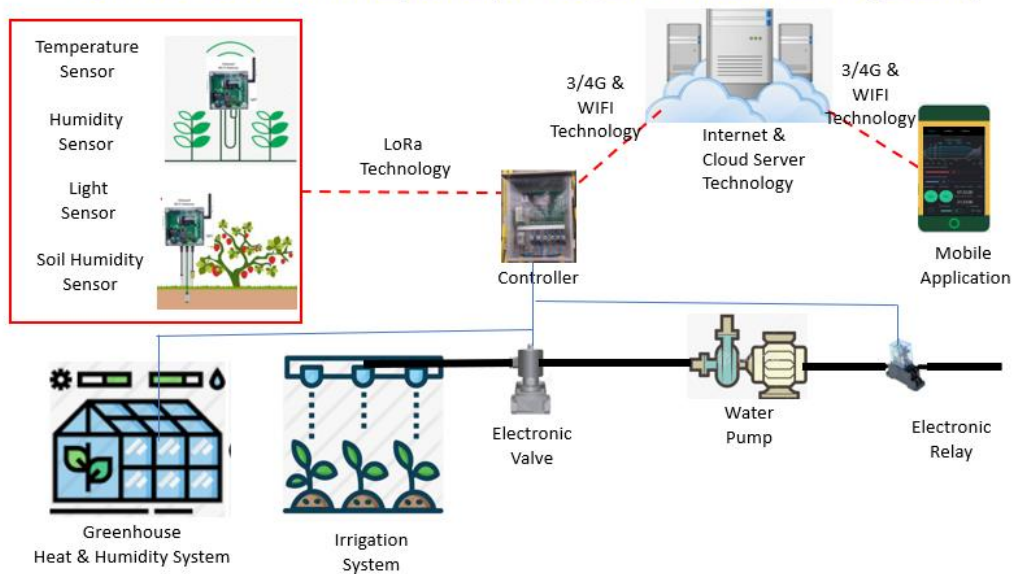 Temperature
Sensor
Humidity
Sensor
Light
Sensor
Soil Humidity
Sensor
LoRa
Technology
3/4G &
WIFI
Technology
Internet &
Cloud Server
Technology
3/4G &
WIFI
Technology
Mobile
Application
Controller
Greenhouse
Heat & Humidity System
Irrigation
System
Electronic
Valve
Water
Pump
Electronic
Relay